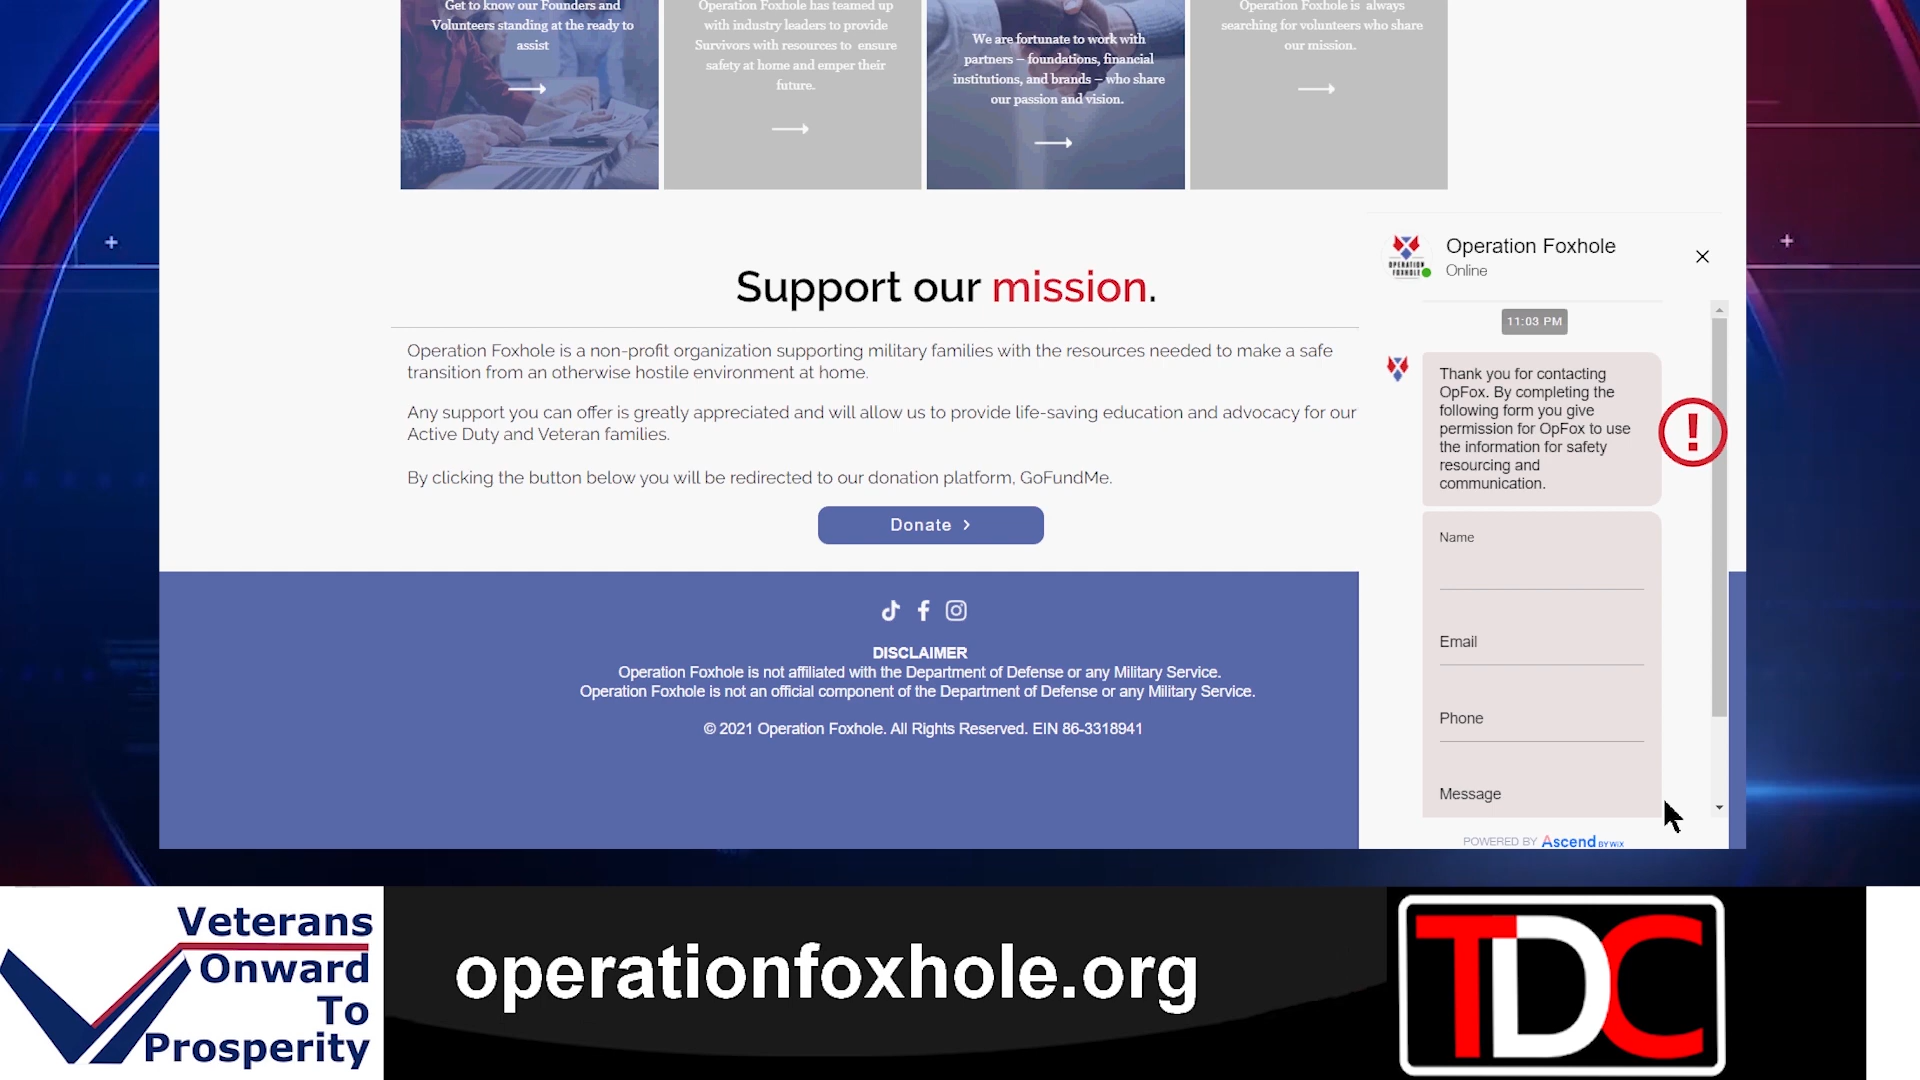 Get to know our Founders and
Volunteers standing at the ready to
assist
Operation Foxhole has teamed up
with industry leaders to provide
Survivors with resources to ensure
safety at home and emper their
future.
We are fortunate to work with
partners – foundations, financial
institutions, and brands – who share
our passion and vision.
Operation Foxhole is always
searching for volunteers who share
our mission.
Support our mission.
Operation Foxhole is a non-profit organization supporting military families with the resources needed to make a safe
transition from an otherwise hostile environment at home.
Any support you can offer is greatly appreciated and will allow us to provide life-saving education and advocacy for our
Active Duty and Veteran families.
By clicking the button below you will be redirected to our donation platform, GoFundMe.
Donate >
DISCLAIMER
Operation Foxhole is not affiliated with the Department of Defense or any Military Service.
Operation Foxhole is not an official component of the Department of Defense or any Military Service.
© 2021 Operation Foxhole. All Rights Reserved. EIN 86-3318941
OPERATION
FOXHOLE
Operation Foxhole
Online
11:03 PM
Thank you for contacting
OpFox. By completing the
following form you give
permission for OpFox to use
the information for safety
resourcing and
communication.
!
Name
Email
Phone
Message
POWERED BY Ascend BY WIX
Veterans
Onward
To
Prosperity
operationfoxhole.org
TDC